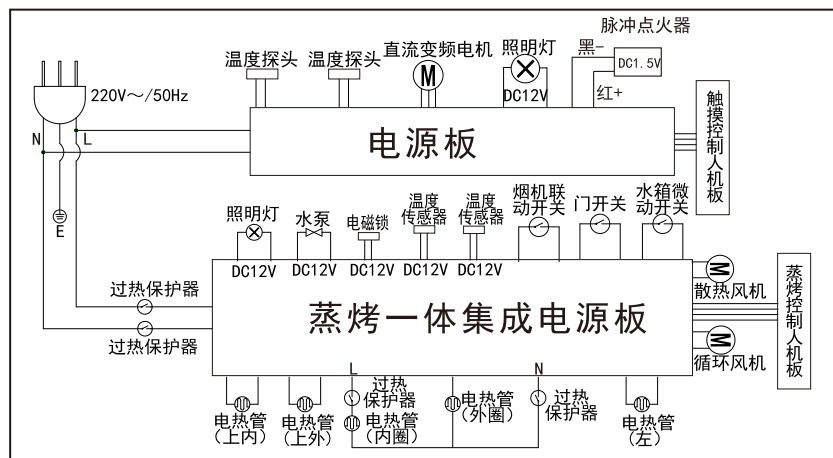 脉冲点火器
温度探头
温度探头
直流变频电机
照明灯
黑-
DC1.5V
M
220V～/50Hz
DC12V
红+
N
L
电源板
触摸控制人机板
E
照明灯
水泵
电磁锁
温度
传感器
温度
传感器
烟机联
动开关
门开关
水箱微
动开关
DC12V
DC12V
DC12V
DC12V
DC12V
M
散热风机
过热保护器
蒸烤一体集成电源板
蒸烤控制人机板
过热保护器
M
循环风机
L
N
电热管
(上内)
电热管
(上外)
过热
保护器
电热管
(内圈)
电热管
(外圈)
过热
保护器
电热管
(左)